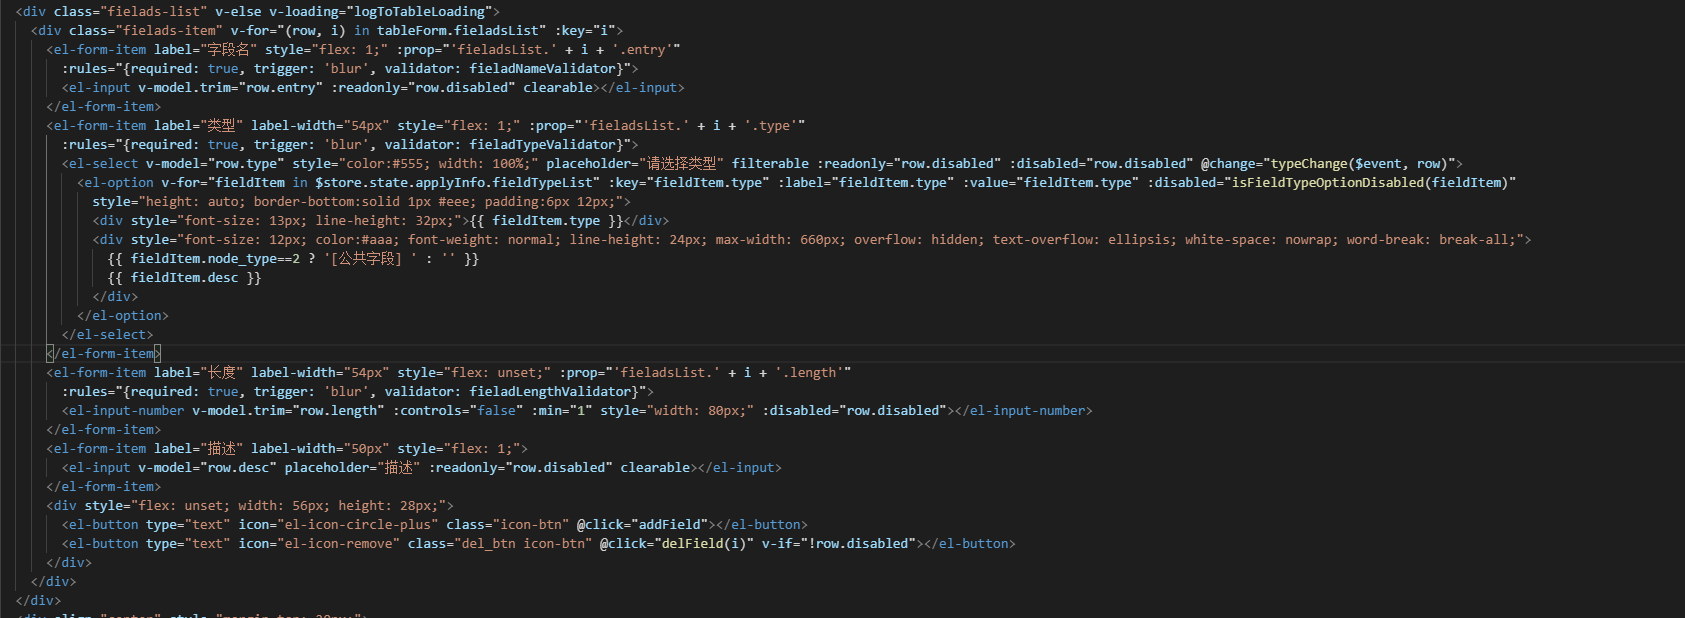 <div class="fielads-list" v-else v-loading="logToTableLoading">
<div class="fielads-item" v-for="(row, i) in tableForm.fieladsList" :key="i">
<el-form-item label="字段名" style="flex: 1;" :prop="'fieladsList.' + i + '.entry'"
:rules="{required: true, trigger: 'blur', validator: fieladNameValidator}">
<el-input v-model.trim="row.entry" :readonly="row.disabled" clearable></el-input>
</el-form-item>
<el-form-item label="类型" label-width="54px" style="flex: 1;" :prop="'fieladsList.' + i + '.type'"
:rules="{required: true, trigger: 'blur', validator: fieladTypeValidator}">
<el-select v-model="row.type" style="color:#555; width: 100%;" placeholder="请选择类型" filterable :readonly="row.disabled" :disabled="row.disabled" @change="typeChange($event, row)">
<el-option v-for="fieldItem in $store.state.applyInfo.fieldTypeList" :key="fieldItem.type" :label="fieldItem.type" :value="fieldItem.type" :disabled="isFieldTypeOptionDisabled(fieldItem)"
style="height: auto; border-bottom:solid 1px #eee; padding:6px 12px;">
<div style="font-size: 13px; line-height: 32px;">{{ fieldItem.type }}</div>
<div style="font-size: 12px; color:#aaa; font-weight: normal; line-height: 24px; max-width: 660px; overflow: hidden; text-overflow: ellipsis; white-space: nowrap; word-break: break-all;">
{{ fieldItem.node_type==2 ? '[公共字段] ' : '' }}
{{ fieldItem.desc }}
</div>
</el-option>
</el-select>
</el-form-item>
<el-form-item label="长度" label-width="54px" style="flex: unset;" :prop="'fieladsList.' + i + '.length'"
:rules="{required: true, trigger: 'blur', validator: fieladLengthValidator}">
<el-input-number v-model.trim="row.length" :controls="false" :min="1" style="width: 80px;" :disabled="row.disabled"></el-input-number>
</el-form-item>
<el-form-item label="描述" label-width="50px" style="flex: 1;">
<el-input v-model="row.desc" placeholder="描述" :readonly="row.disabled" clearable></el-input>
</el-form-item>
<div style="flex: unset; width: 56px; height: 28px;">
<el-button type="text" icon="el-icon-circle-plus" class="icon-btn" @click="addField"></el-button>
<el-button type="text" icon="el-icon-remove" class="del_btn icon-btn" @click="delField(i)" v-if="!row.disabled"></el-button>
</div>
</div>
</div>
<div align="center" style="margin-top: 20px;">